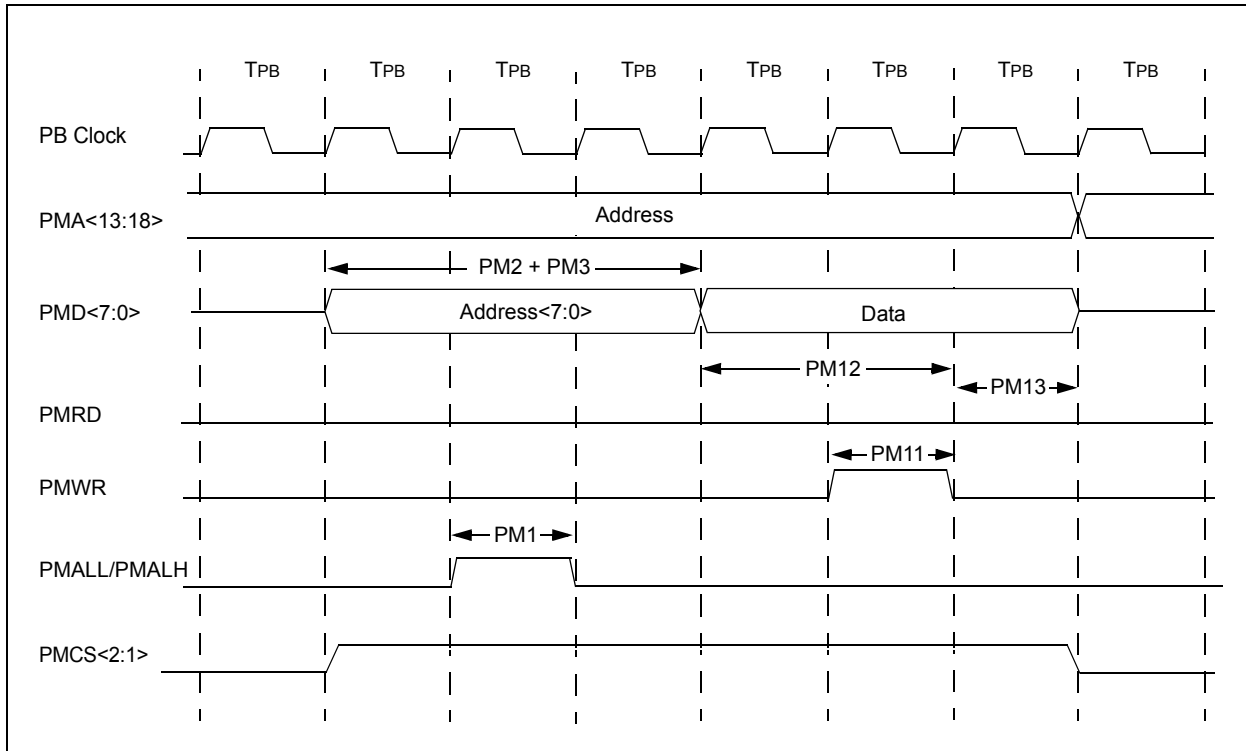 TPB TPB TPB TPB TPB TPB TPB TPB
PB Clock
PMA<13:18>
Address
PM2 + PM3
PMD<7:0>
Address<7:0>
Data
PM12
PM13
PMRD
PM11
PMWR
PM1
PMALL/PMALH
PMCS<2:1>